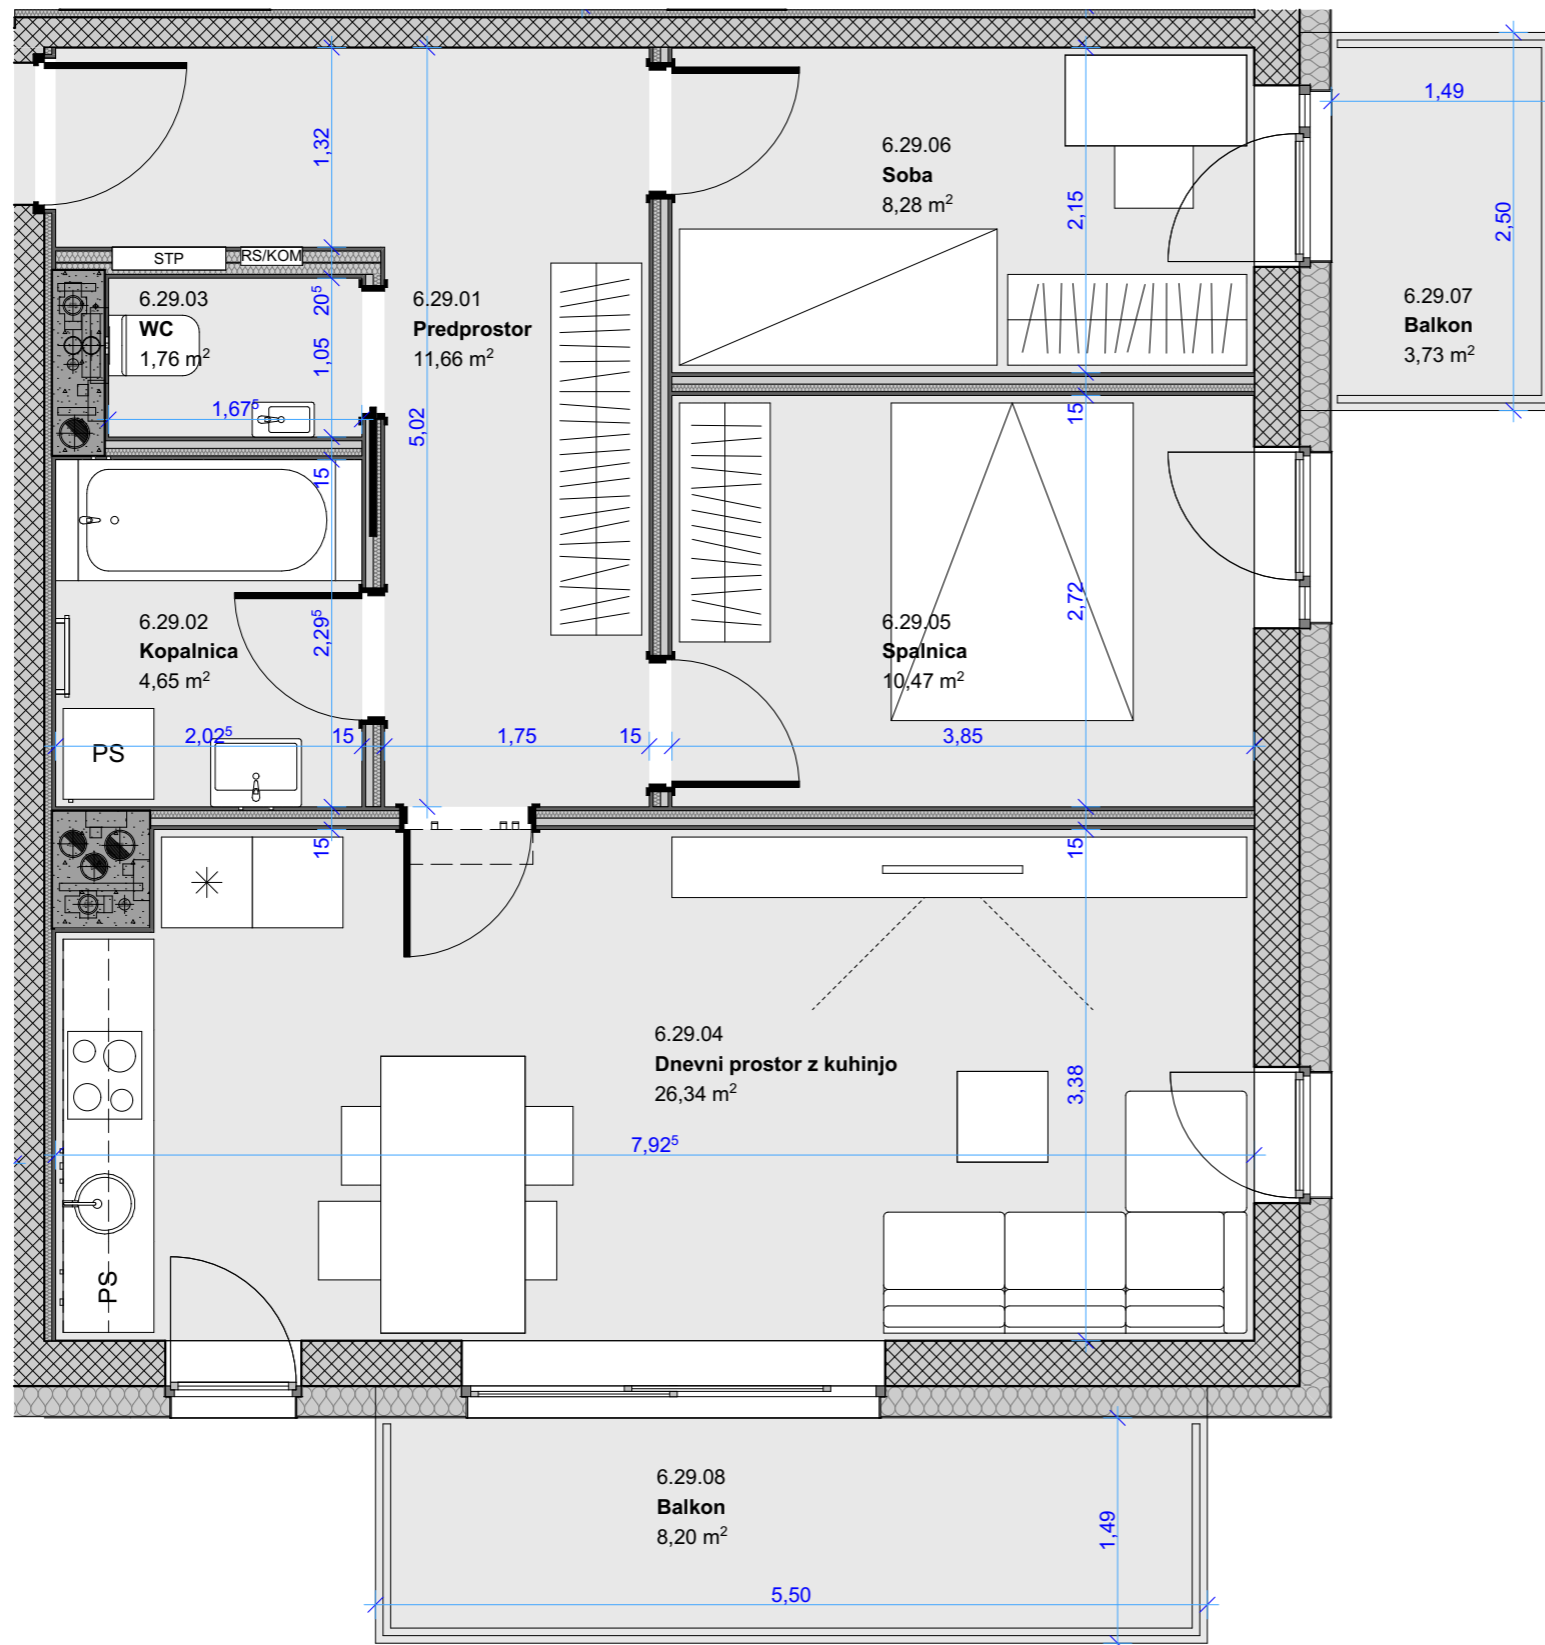 1,49
1,32
6.29.06
Soba
8,28 m²
2,15
2,50
STP
RS/KOM
6.29.03
WC
1,76 m²
20⁵
1,05
6.29.01
Predprostor
11,66 m²
6.29.07
Balkon
3,73 m²
1,67⁵
5,02
15
15
2,72
6.29.02
Kopalnica
4,65 m²
2,29⁵
6.29.05
Spalnica
10,47 m²
2,02⁵
15
1,75
15
3,85
PS
15
15
6.29.04
Dnevni prostor z kuhinjo
26,34 m²
3,38
7,92⁵
PS
6.29.08
Balkon
8,20 m²
1,49
5,50